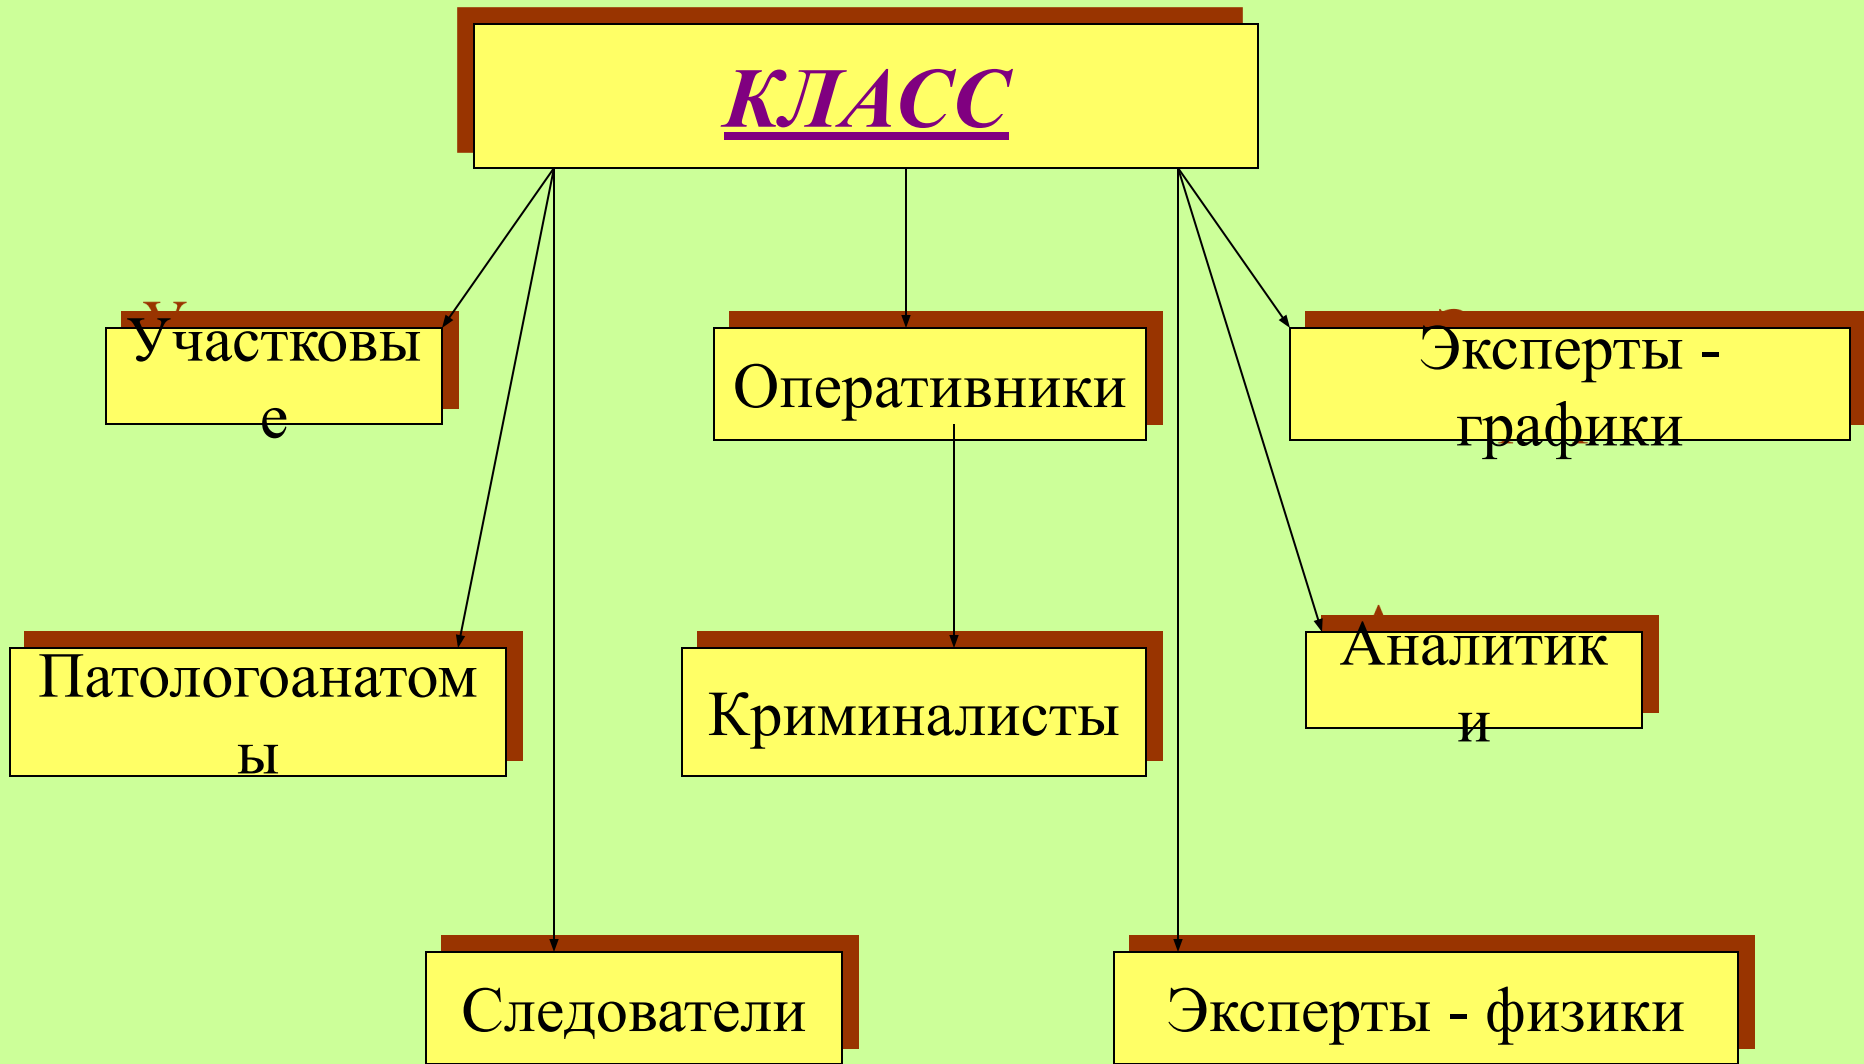 КЛАСС
Участковы
е
Оперативники
Эксперты -
графики
Патологоанатом
ы
Криминалисты
Аналитик
и
Следователи
Эксперты - физики